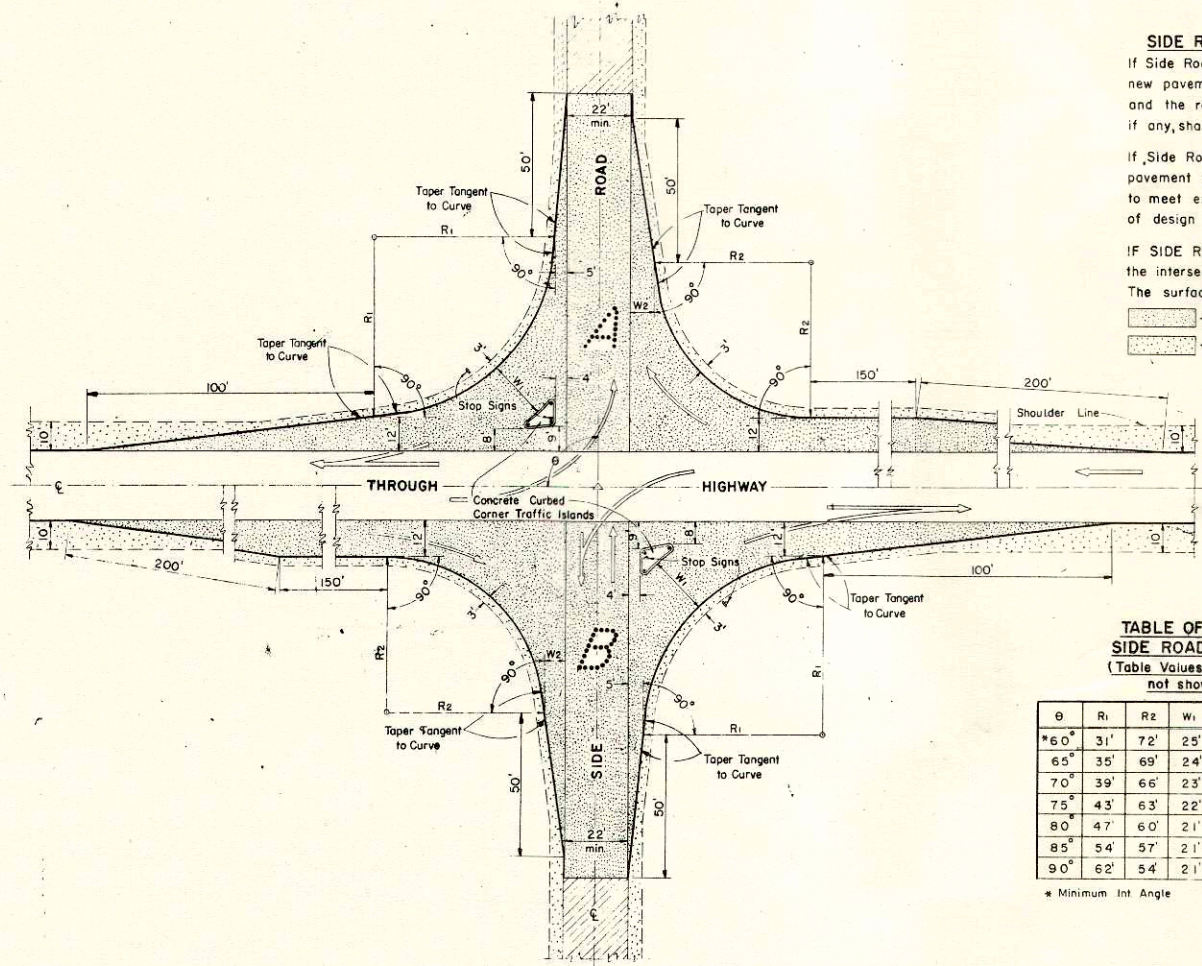 SIDE R
If Side Roa
new pavem
and the r
if any, sha
If Side Ro
pavement
to meet e
of design
IF SIDE R
the interse
The surfac
22'
min.
50'
50'
ROAD
Taper Tangent
to Curve
Taper Tangent
to Curve
R1
R2
90°
90°
5'
W2
A
R1
R2
Taper Tangent
to Curve
3'
3'
90°
90°
100'
150'
200'
W1
4'
Stop Signs
Shoulder Line
10'
12'
8'
9'
12'
10'
θ
℄
THROUGH
HIGHWAY
Concrete Curbed
Corner Traffic Islands
10'
12'
9'
8'
12'
10'
Stop Signs
200'
150'
90°
W1
90°
100'
Taper Tangent
to Curve
3'
4'
3'
R2
B
R1
W2
90°
5'
90°
R2
R1
Taper Tangent
to Curve
Taper Tangent
to Curve
SIDE
50'
50'
22'
min.
℄
TABLE OF
SIDE ROAD
(Table Values
not show
θ R1 R2 W1
*60° 31' 72' 25'
65° 35' 69' 24'
70° 39' 66' 23'
75° 43' 63' 22'
80° 47' 60' 21'
85° 54' 57' 21'
90° 62' 54' 21'
* Minimum Int. Angle